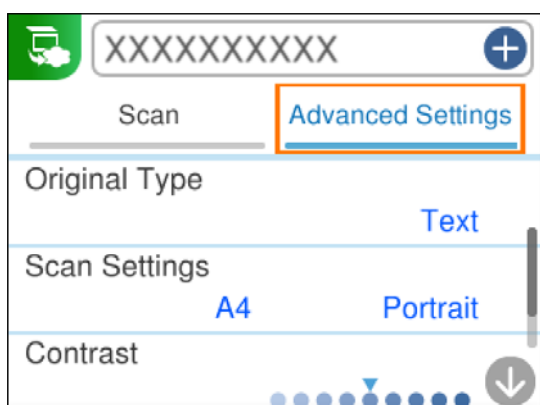 XXXXXXXXXX
Scan
Advanced Settings
Original Type
Text
Scan Settings
A4 Portrait
Contrast